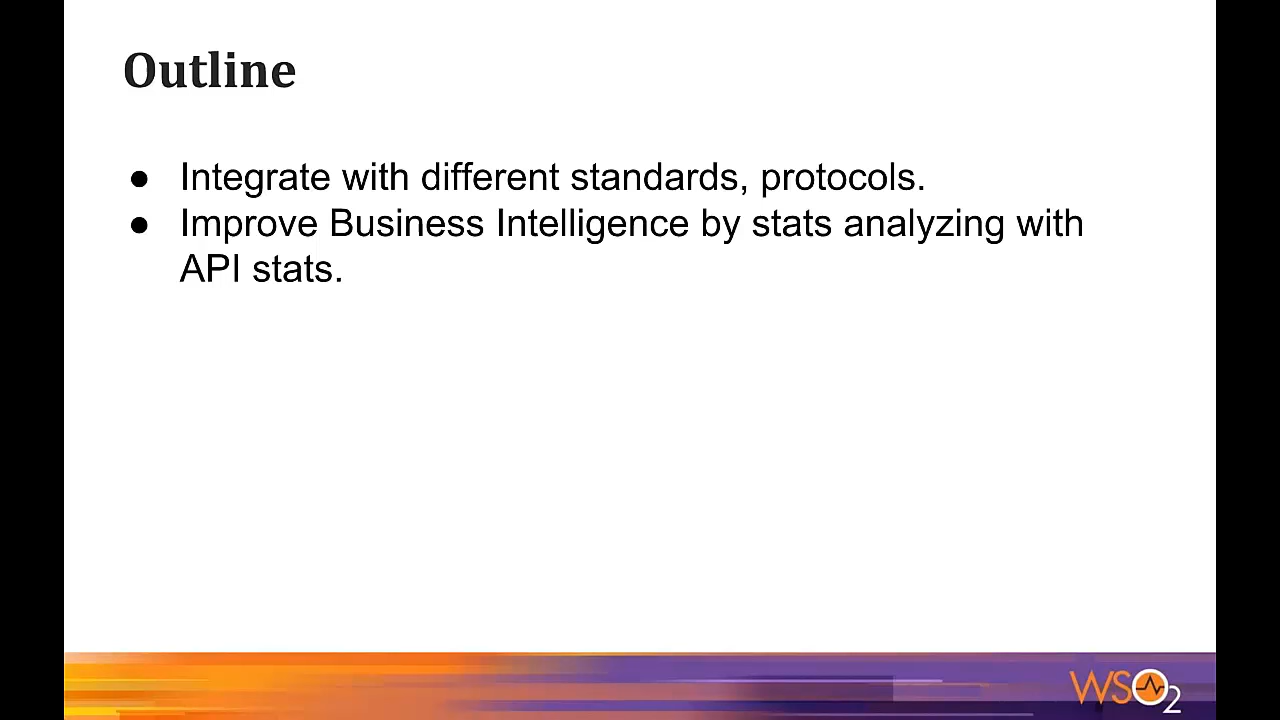 Outline
● Integrate with different standards, protocols.
● Improve Business Intelligence by stats analyzing with
API stats.
WSO2